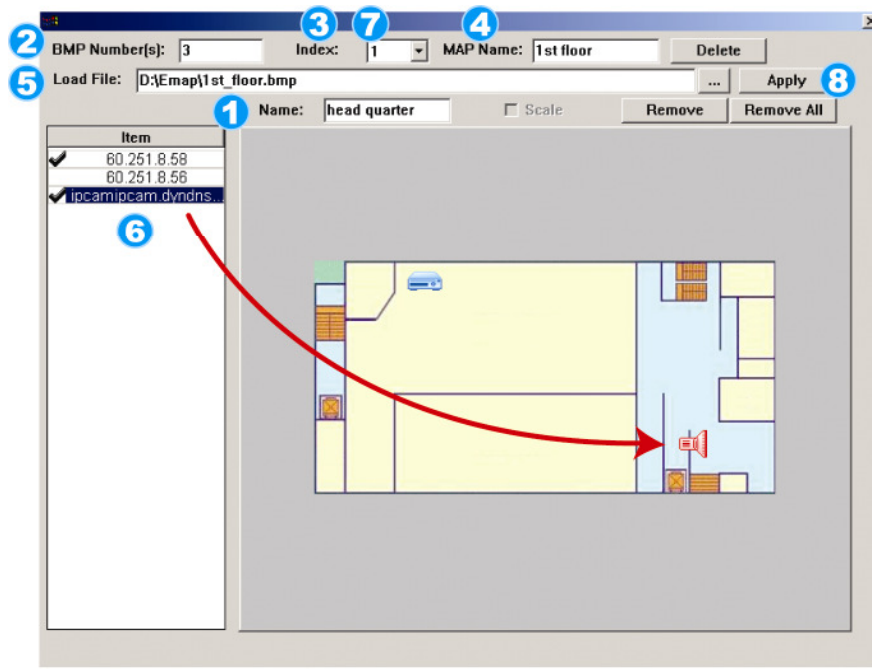 3 7 4
2 BMP Number(s): 3 Index: 1 MAP Name: 1st floor Delete
5 Load File: D:\Emap\1st_floor.bmp ... Apply 8
1 Name: head quarter Scale Remove Remove All
Item
60.251.8.58
60.251.8.56
ipcamipcam.dyndns...
6